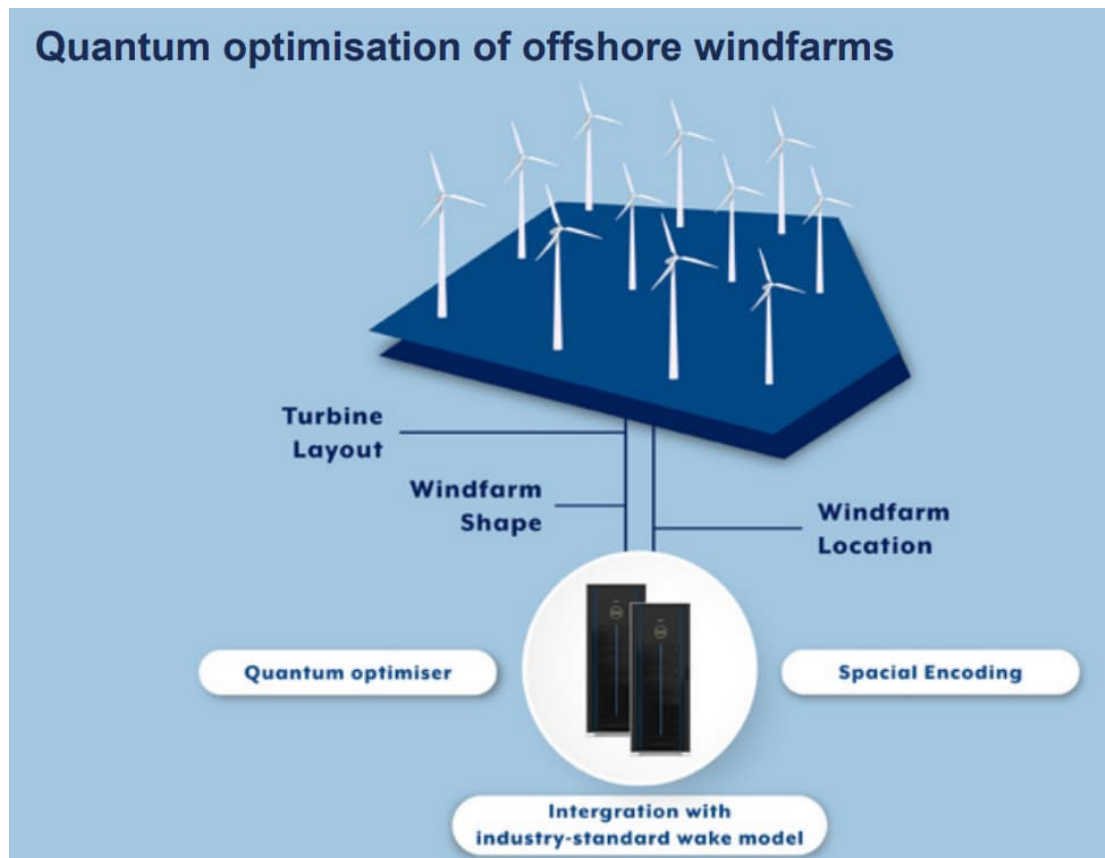 Quantum optimisation of offshore windfarms
Turbine
Layout
Windfarm
Shape
Windfarm
Location
Quantum optimiser
Spacial Encoding
Intergration with
industry-standard wake model